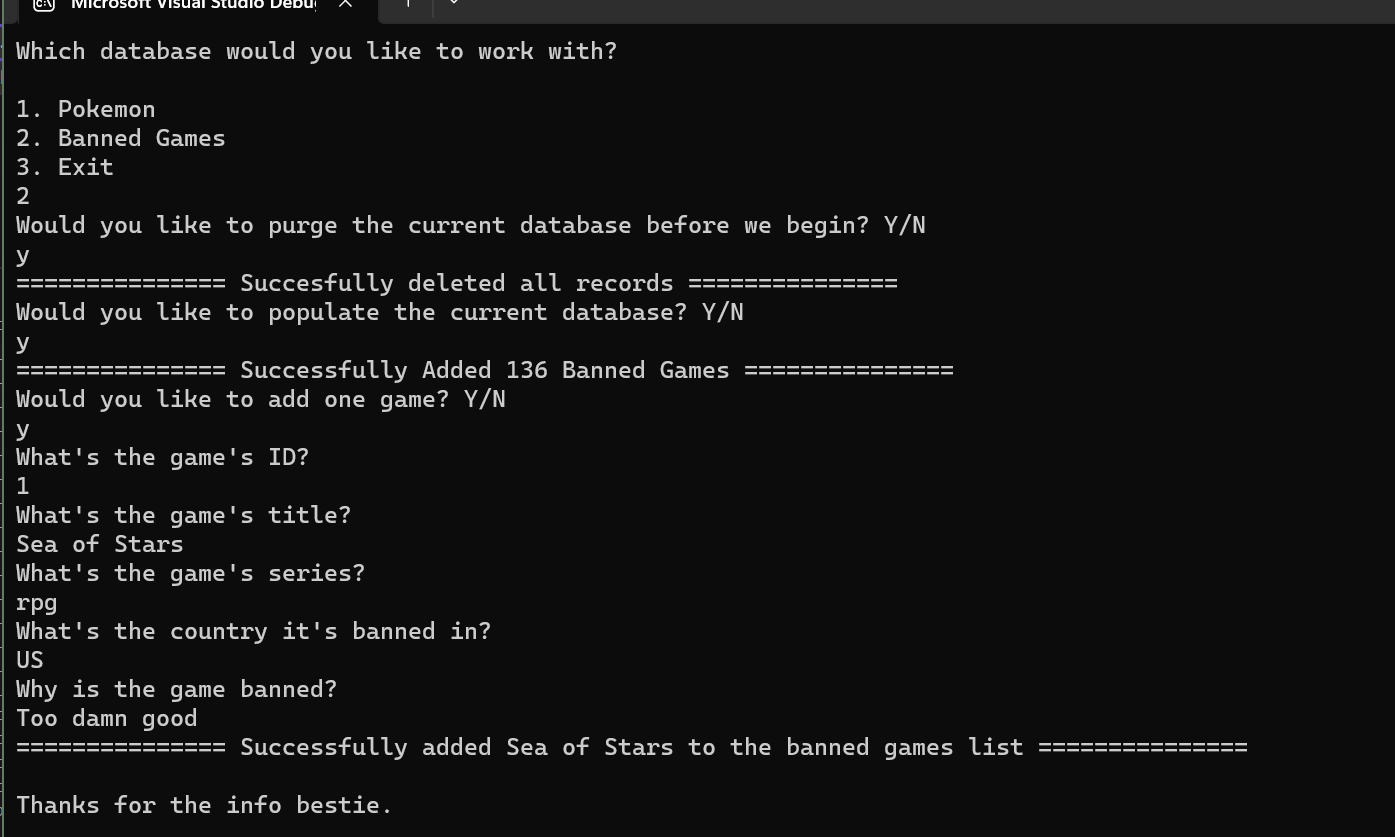 Microsoft Visual Studio Debu
Which database would you like to work with?
1. Pokemon
2. Banned Games
3. Exit
2
Would you like to purge the current database before we begin? Y/N
y
=============== Succesfully deleted all records ===============
Would you like to populate the current database? Y/N
y
=============== Successfully Added 136 Banned Games ===============
Would you like to add one game? Y/N
y
What's the game's ID?
1
What's the game's title?
Sea of Stars
What's the game's series?
rpg
What's the country it's banned in?
US
Why is the game banned?
Too damn good
=============== Successfully added Sea of Stars to the banned games list ===============
Thanks for the info bestie.